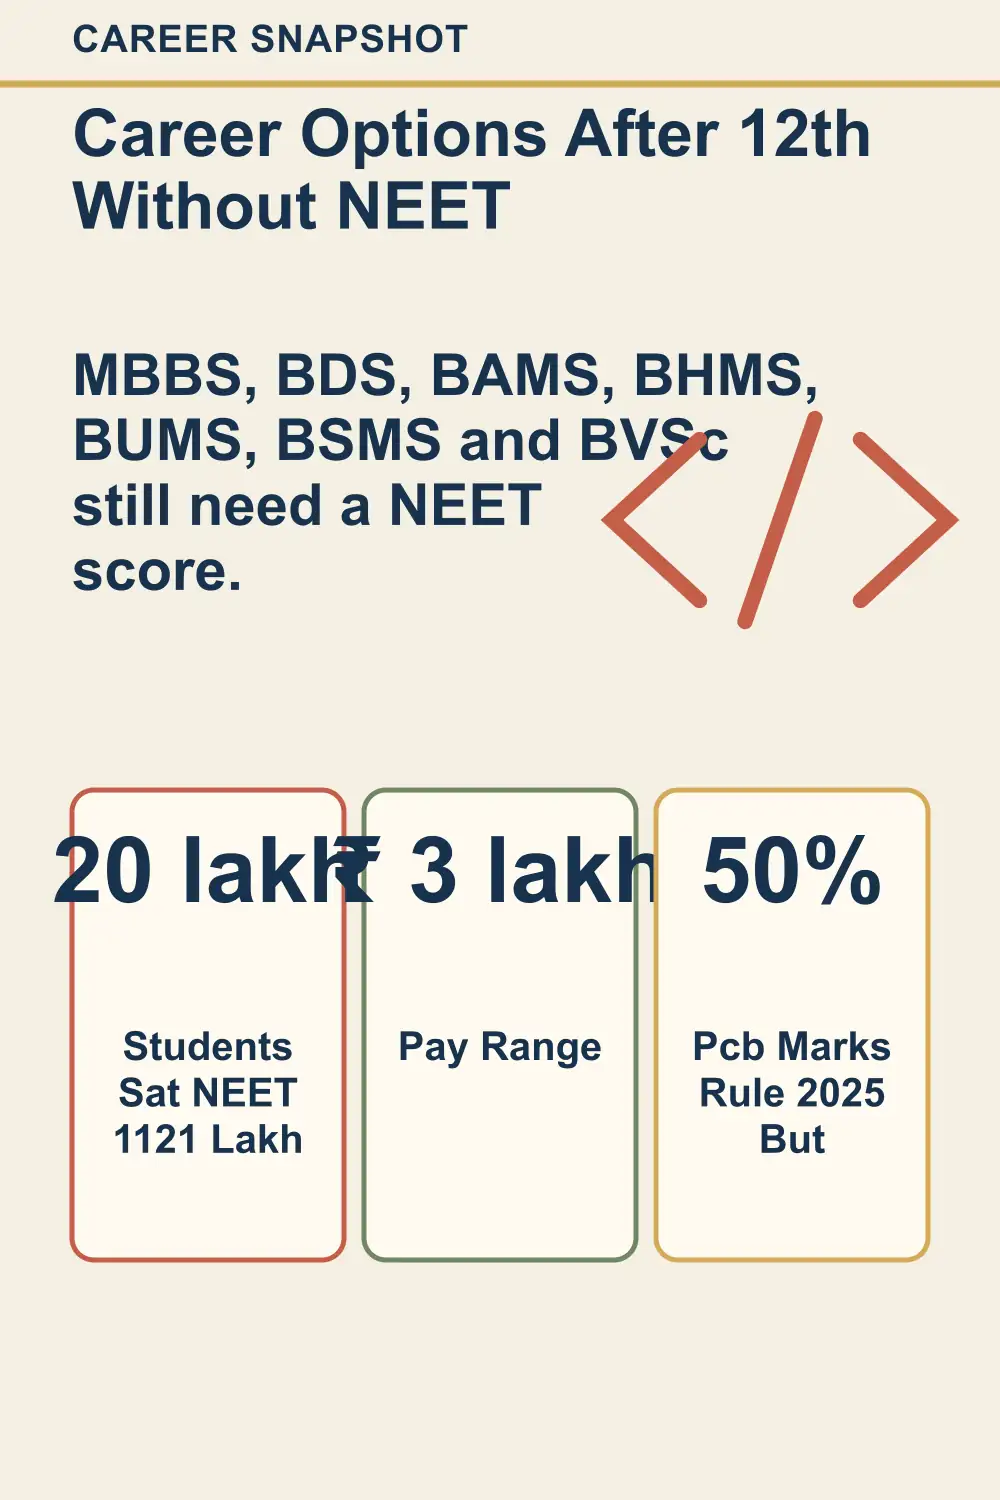 CAREER SNAPSHOT
Career Options After 12th
Without NEET
MBBS, BDS, BAMS, BHMS,
BUMS, BSMS and BVSc
still need a NEET
score.
20 lakh
₹ 3 lakh
50%
Students
Sat NEET
1121 Lakh
Pay Range
Pcb Marks
Rule 2025
But